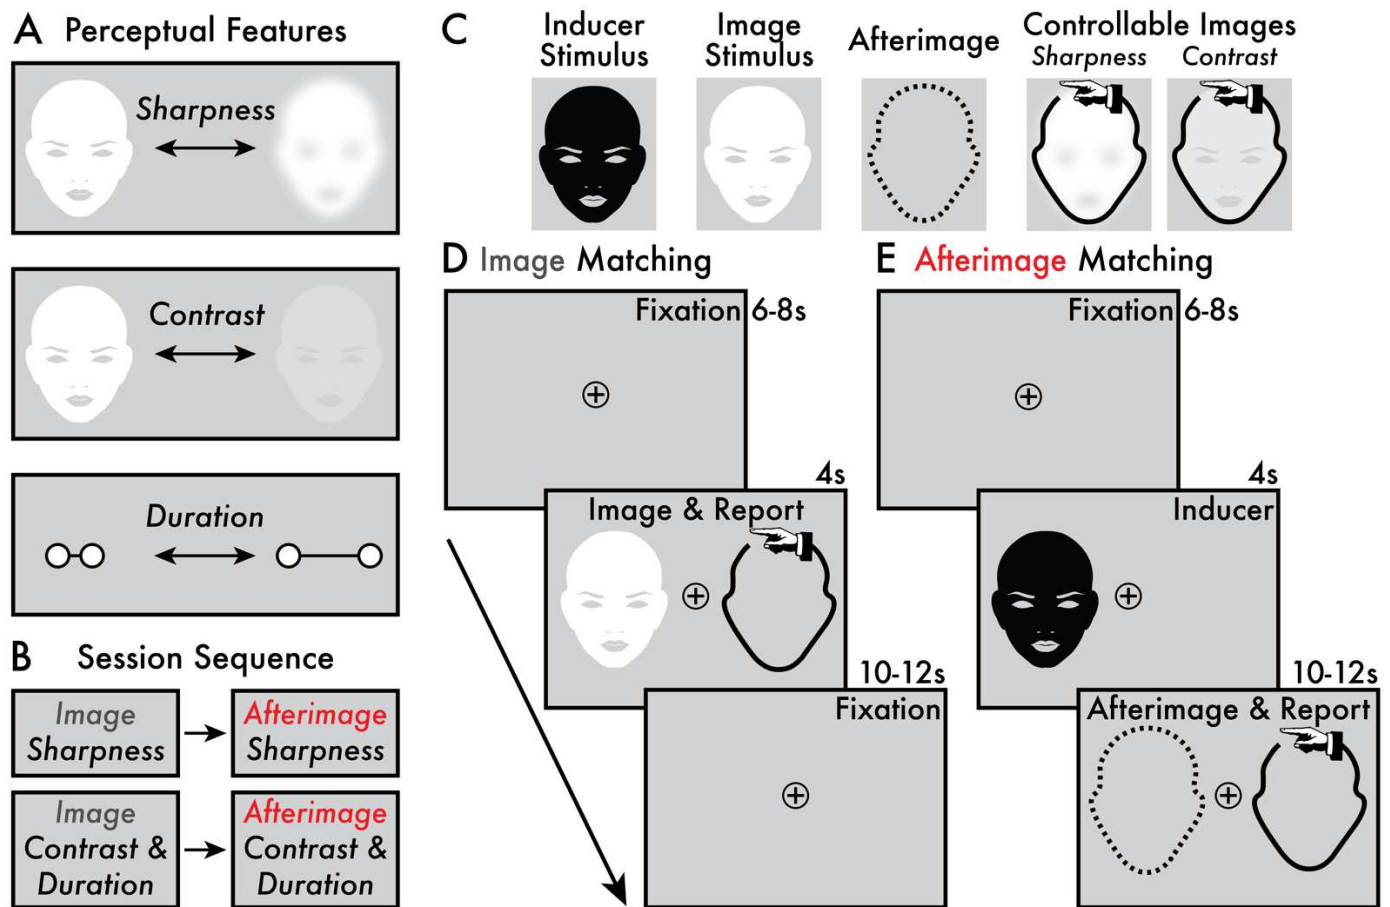 A Perceptual Features
Sharpness
Contrast
Duration
B Session Sequence
Image
Sharpness
Afterimage
Sharpness
Image
Contrast &
Duration
Afterimage
Contrast &
Duration
C
Inducer
Stimulus
Image
Stimulus
Afterimage
Controllable Images
Sharpness
Contrast
D Image Matching
Fixation 6-8s
4s
Image & Report
10-12s
Fixation
E Afterimage Matching
Fixation 6-8s
4s
Inducer
10-12s
Afterimage & Report